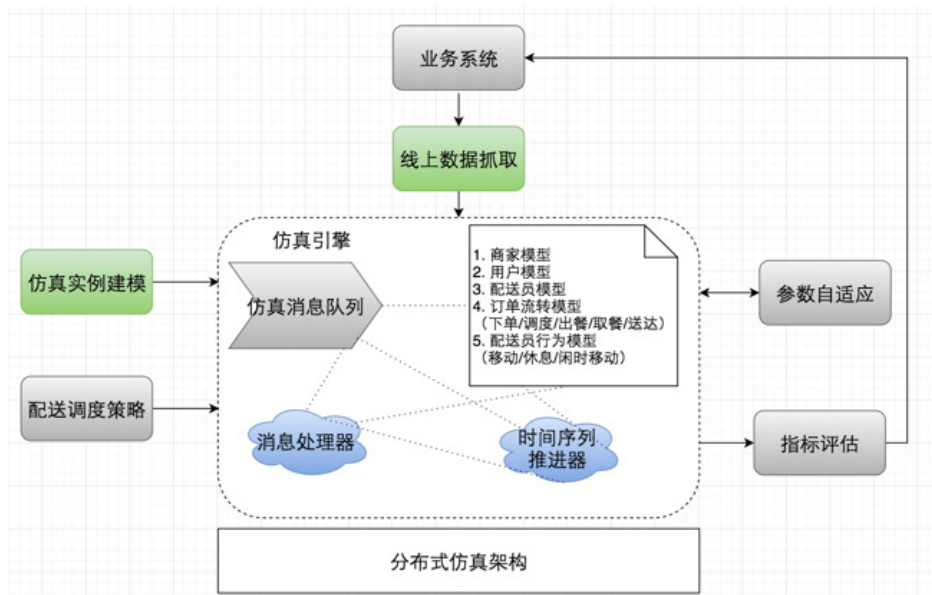 业务系统
线上数据抓取
仿真引擎
仿真实例建模
仿真消息队列
1. 商家模型
2. 用户模型
3. 配送员模型
4. 订单流转模型
（下单/调度/出餐/取餐/送达）
5. 配送员行为模型
（移动/休息/闲时移动）
参数自适应
配送调度策略
消息处理器
时间序列
推进器
指标评估
分布式仿真架构